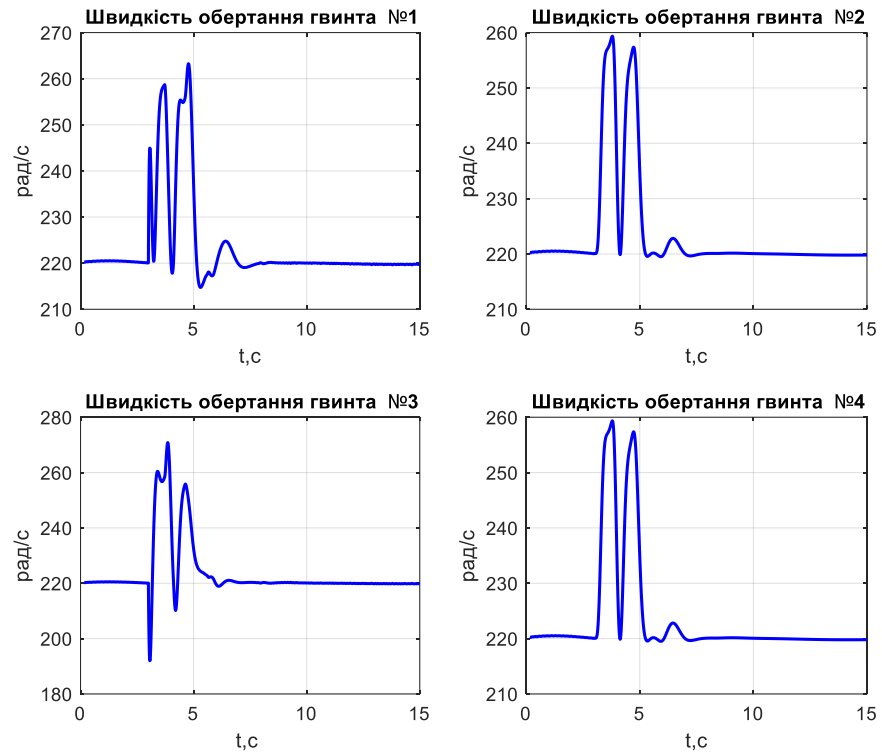 Швидкість обертання гвинта №1
270
260
250
240
230
220
210
рад/с
0 5 10 15
t,c
Швидкість обертання гвинта №2
260
250
240
230
220
210
рад/с
0 5 10 15
t,c
Швидкість обертання гвинта №3
280
260
240
220
200
180
рад/с
0 5 10 15
t,c
Швидкість обертання гвинта №4
260
250
240
230
220
210
рад/с
0 5 10 15
t,c